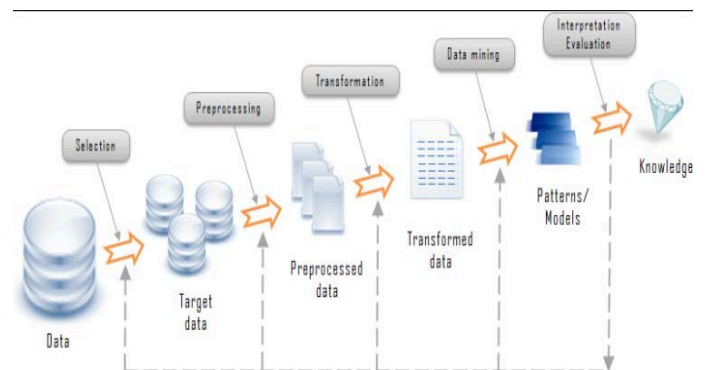 Interpretation
Evaluation
Data mining
Transformation
Preprocessing
Selection
Knowledge
Patterns/
Models
Transformed
data
Preprocessed
data
Target
data
Data